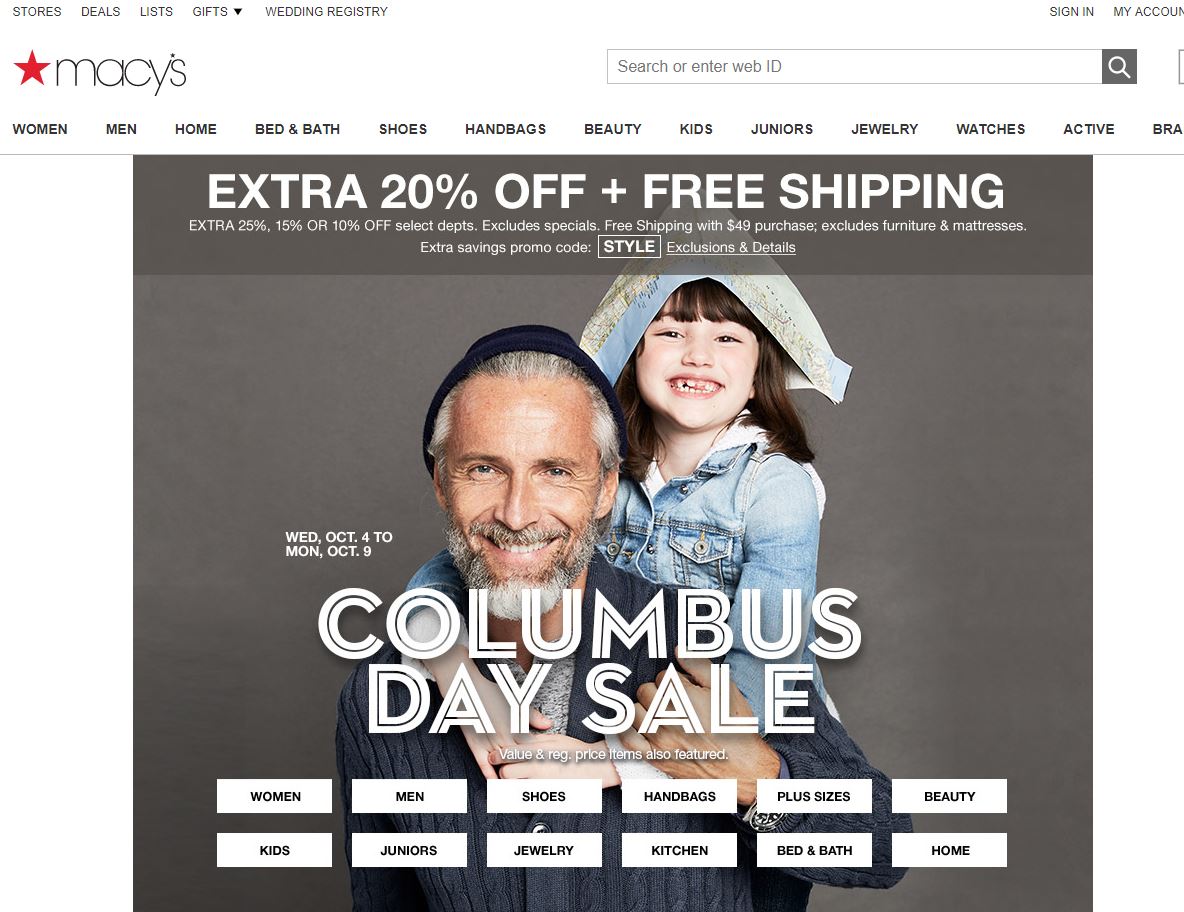 STORES DEALS LISTS GIFTS ▼ WEDDING REGISTRY SIGN IN MY ACCOUN
macy's
Search or enter web ID
WOMEN MEN HOME BED & BATH SHOES HANDBAGS BEAUTY KIDS JUNIORS JEWELRY WATCHES ACTIVE BRA
EXTRA 20% OFF + FREE SHIPPING
EXTRA 25%, 15% OR 10% OFF select depts. Excludes specials. Free Shipping with $49 purchase; excludes furniture & mattresses.
Extra savings promo code: STYLE Exclusions & Details
WED, OCT. 4 TO
MON, OCT. 9
COLUMBUS
DAY SALE
Value & reg. price items also featured.
WOMEN MEN SHOES HANDBAGS PLUS SIZES BEAUTY
KIDS JUNIORS JEWELRY KITCHEN BED & BATH HOME